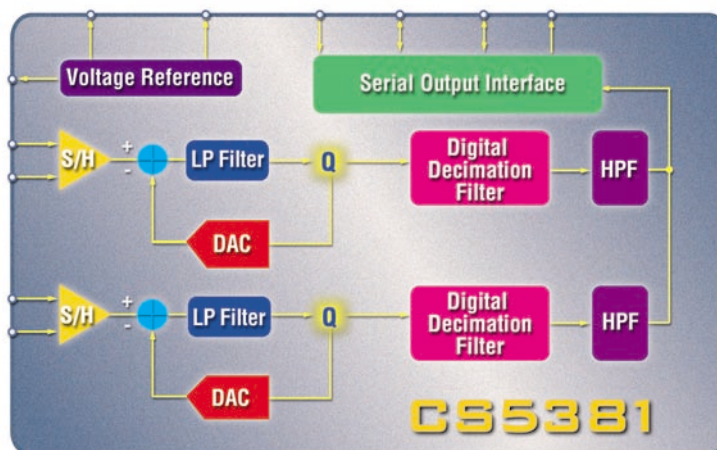 Voltage Reference
Serial Output Interface
S/H
+
-
LP Filter
Q
Digital
Decimation
Filter
HPF
DAC
S/H
+
-
LP Filter
Q
Digital
Decimation
Filter
HPF
DAC
CS5381